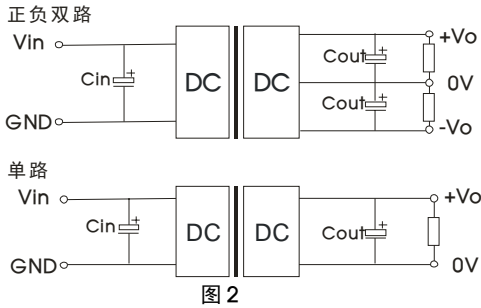 正负双路
Vin
+Vo
Cout
Cin
DC
DC
0V
Cout
GND
-Vo
单路
Vin
+Vo
Cin
DC
DC
Cout
GND
0V
图2